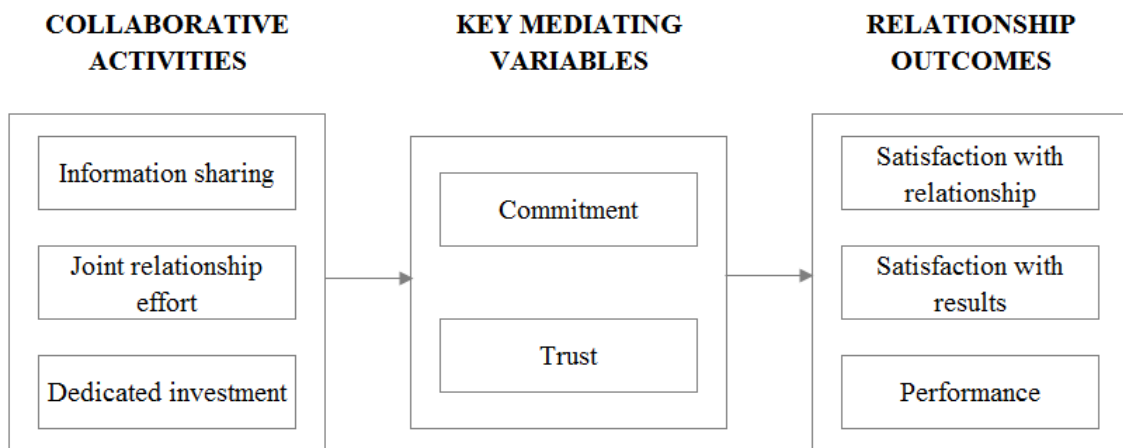 COLLABORATIVE
ACTIVITIES
KEY MEDIATING
VARIABLES
RELATIONSHIP
OUTCOMES
Information sharing
Joint relationship
effort
Dedicated investment
Commitment
Trust
Satisfaction with
relationship
Satisfaction with
results
Performance